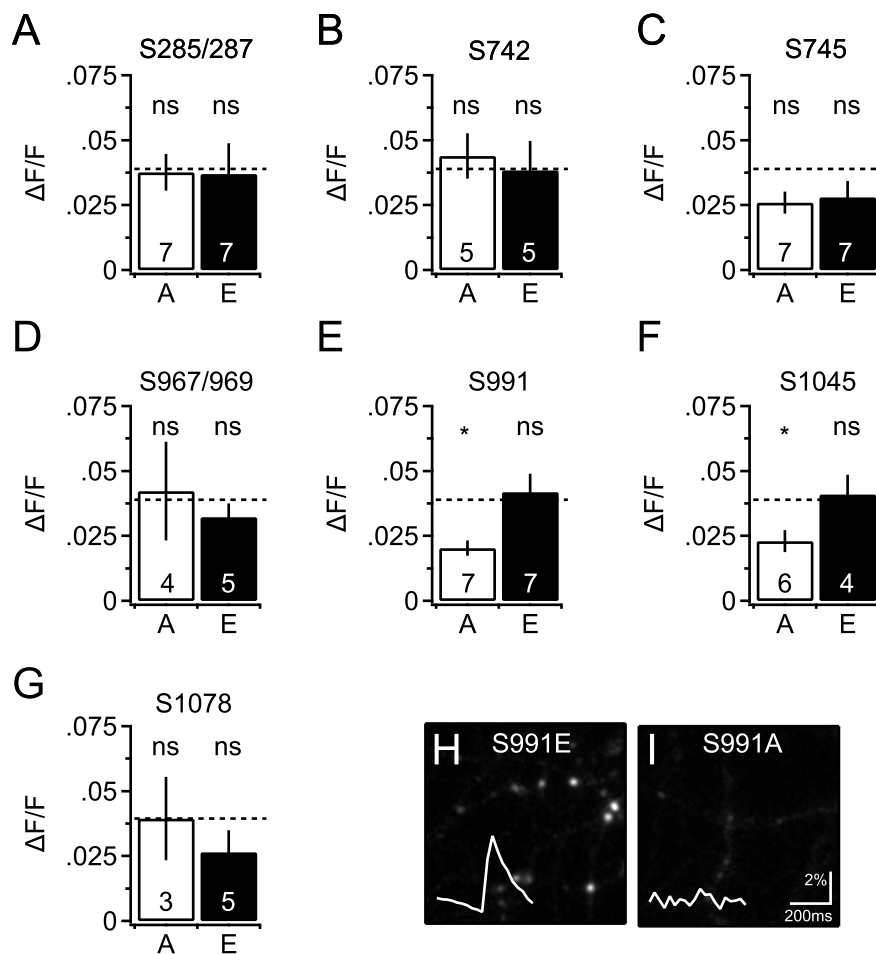 A
B
C
S285/287
S742
S745
.075
ns
ns
.075
ns
ns
.075
ns
ns
ΔF/F
.05
ΔF/F
.05
ΔF/F
.05
.025
.025
.025
7
7
5
5
7
7
0
0
0
A
E
A
E
A
E
D
E
F
S967/969
S991
S1045
.075
ns
ns
.075
*
ns
.075
*
ns
ΔF/F
.05
ΔF/F
.05
ΔF/F
.05
.025
.025
.025
4
5
7
7
6
4
0
0
0
A
E
A
E
A
E
G
S1078
.075
ns
ns
ΔF/F
.05
.025
3
5
0
A
E
H
S991E
I
S991A
2%
200ms